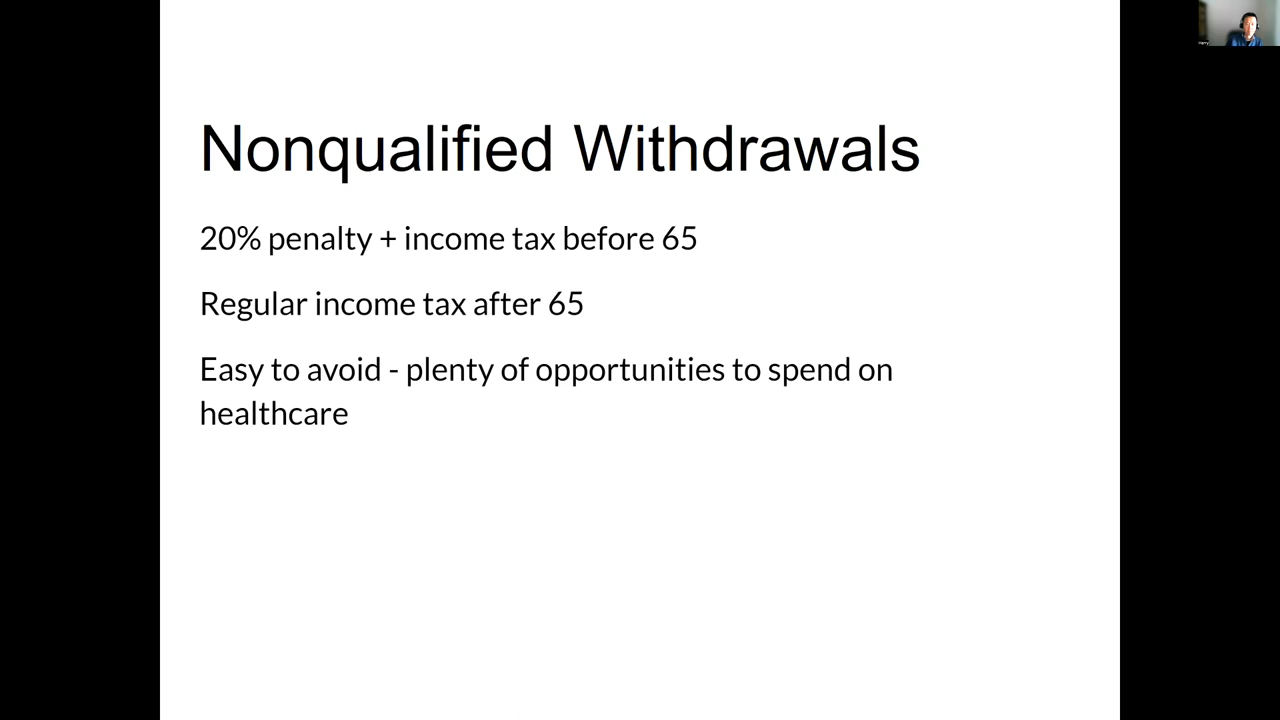 Nonqualified Withdrawals
20% penalty + income tax before 65
Regular income tax after 65
Easy to avoid - plenty of opportunities to spend on
healthcare